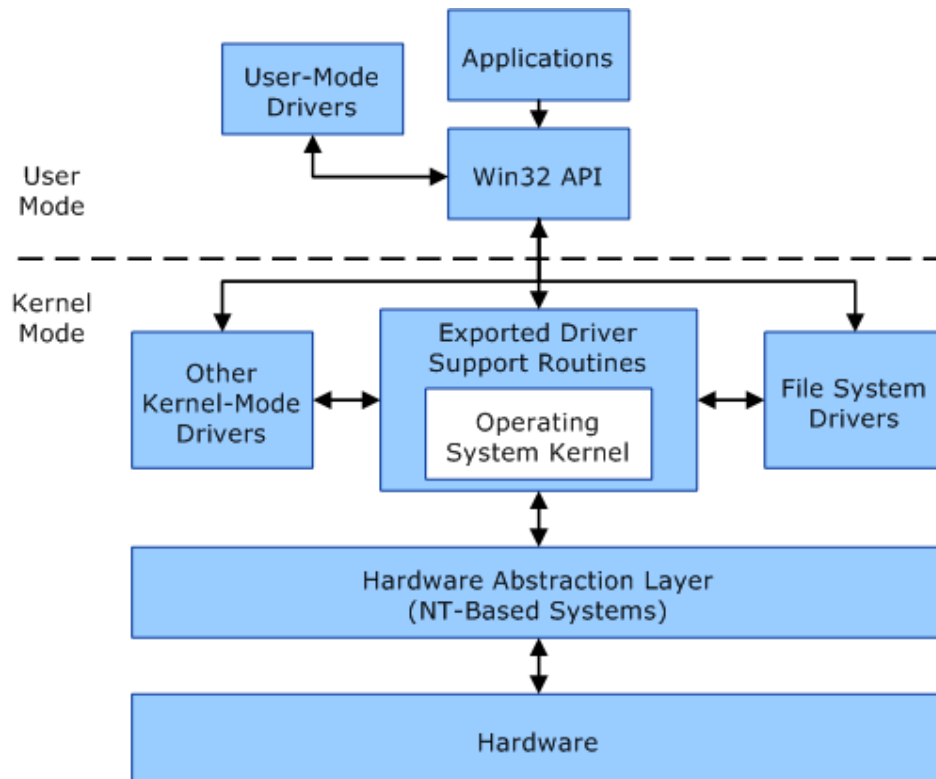 Applications
User-Mode
Drivers
Win32 API
User
Mode
Kernel
Mode
Other
Kernel-Mode
Drivers
Exported Driver
Support Routines
Operating
System Kernel
File System
Drivers
Hardware Abstraction Layer
(NT-Based Systems)
Hardware